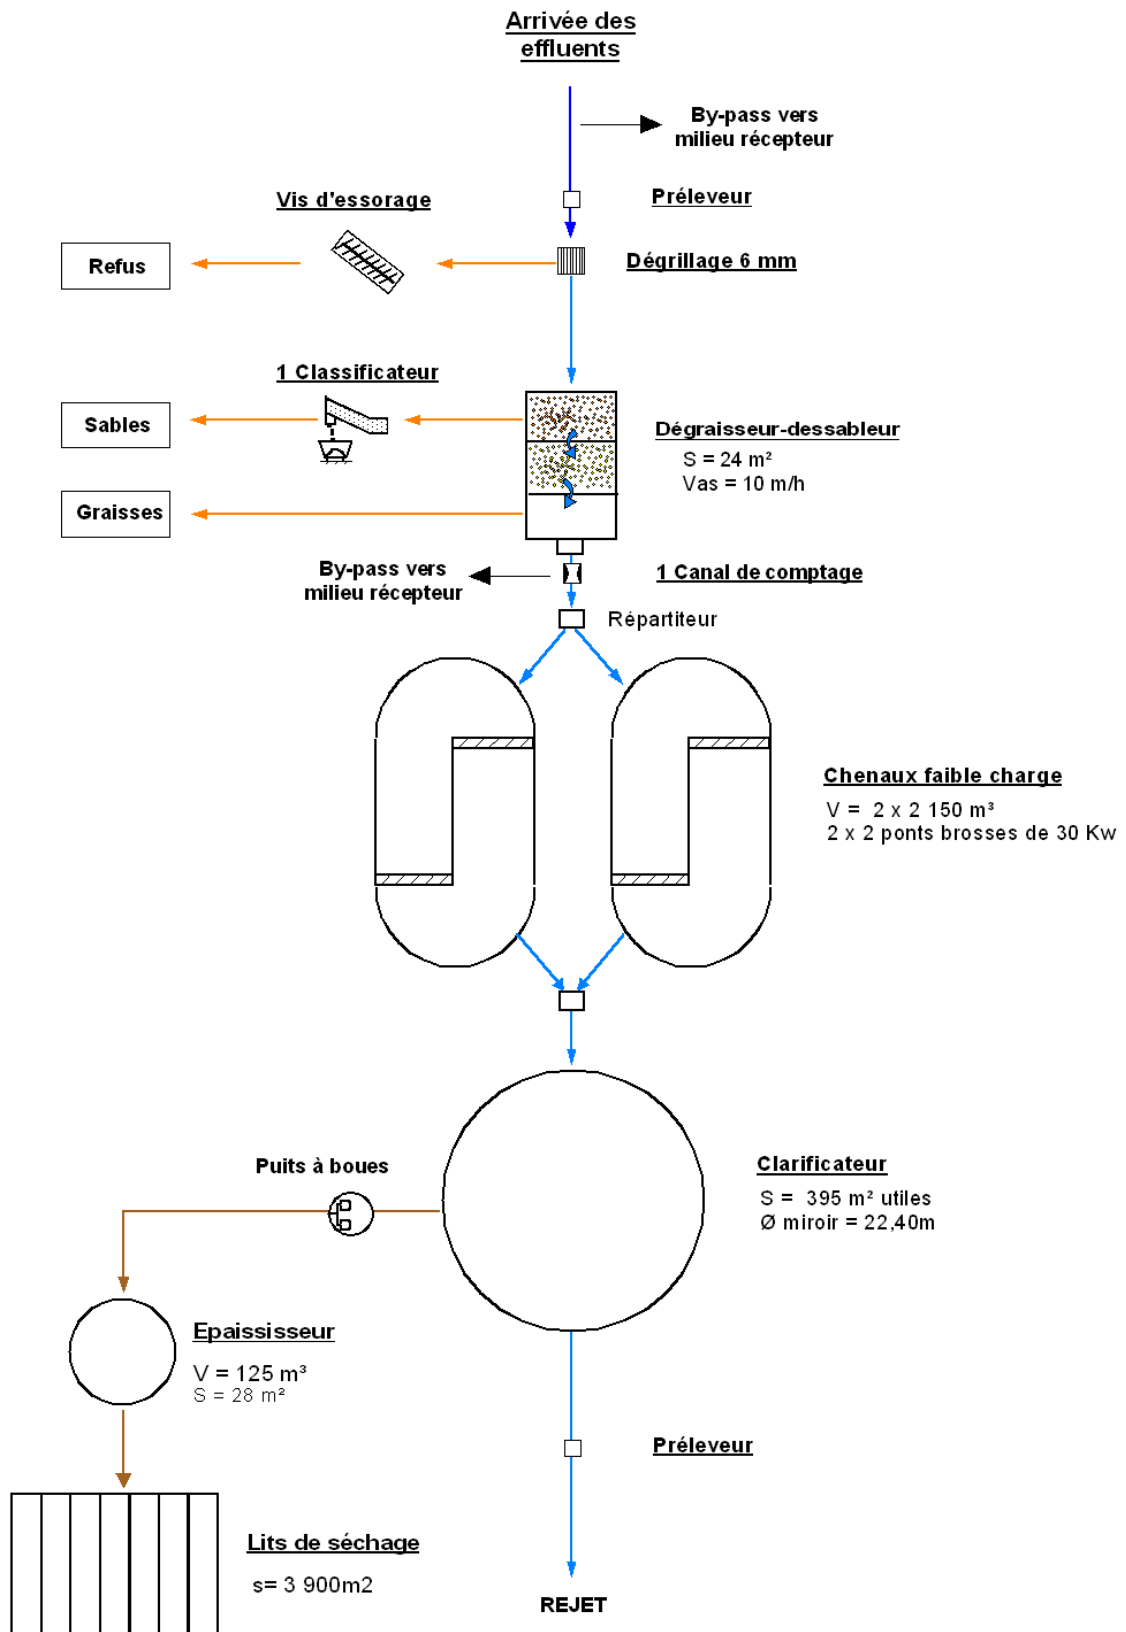 Arrivée des
effluents
By-pass vers
milieu récepteur
Préleveur
Vis d'essorage
Refus
Dégrillage 6 mm
1 Classificateur
Sables
Dégraisseur-dessableur
S = 24 m²
Vas = 10 m/h
Graisses
By-pass vers
milieu récepteur
1 Canal de comptage
Répartiteur
Chenaux faible charge
V = 2 x 2 150 m³
2 x 2 ponts brosses de 30 Kw
Puits à boues
Clarificateur
S = 395 m² utiles
Ø miroir = 22,40m
Epaississeur
V = 125 m³
S = 28 m²
Préleveur
Lits de séchage
s= 3 900m2
REJET